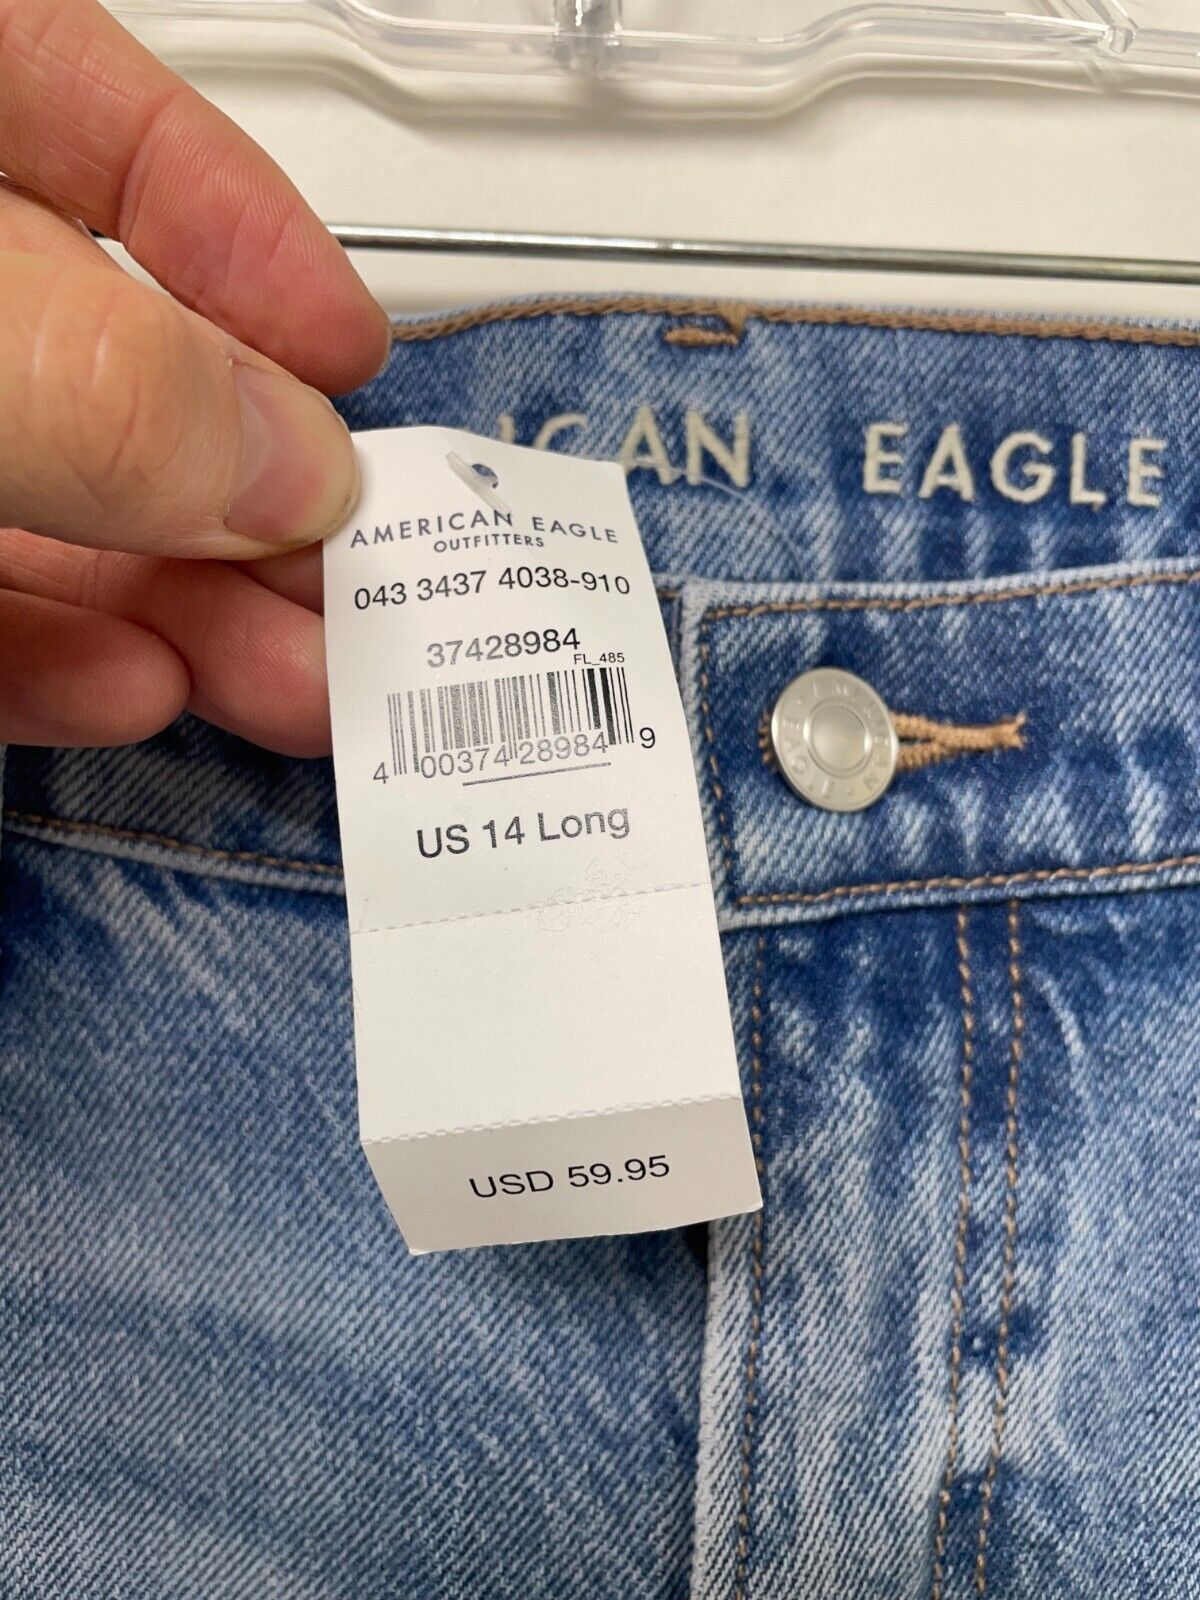 EAGLE
AMERICAN EAGLE
OUTFITTERS
043 3437 4038-910
37428984
FL_485
4 00374 28984 9
US 14 Long
USD 59.95